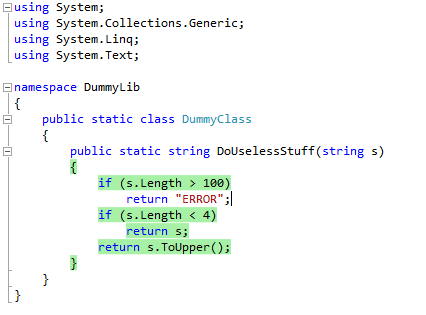 using System;
using System.Collections.Generic;
using System.Linq;
using System.Text;

namespace DummyLib
{
    public static class DummyClass
    {
        public static string DoUselessStuff(string s)
        {
            if (s.Length > 100)
                return "ERROR";
            if (s.Length < 4)
                return s;
            return s.ToUpper();
        }
    }
}